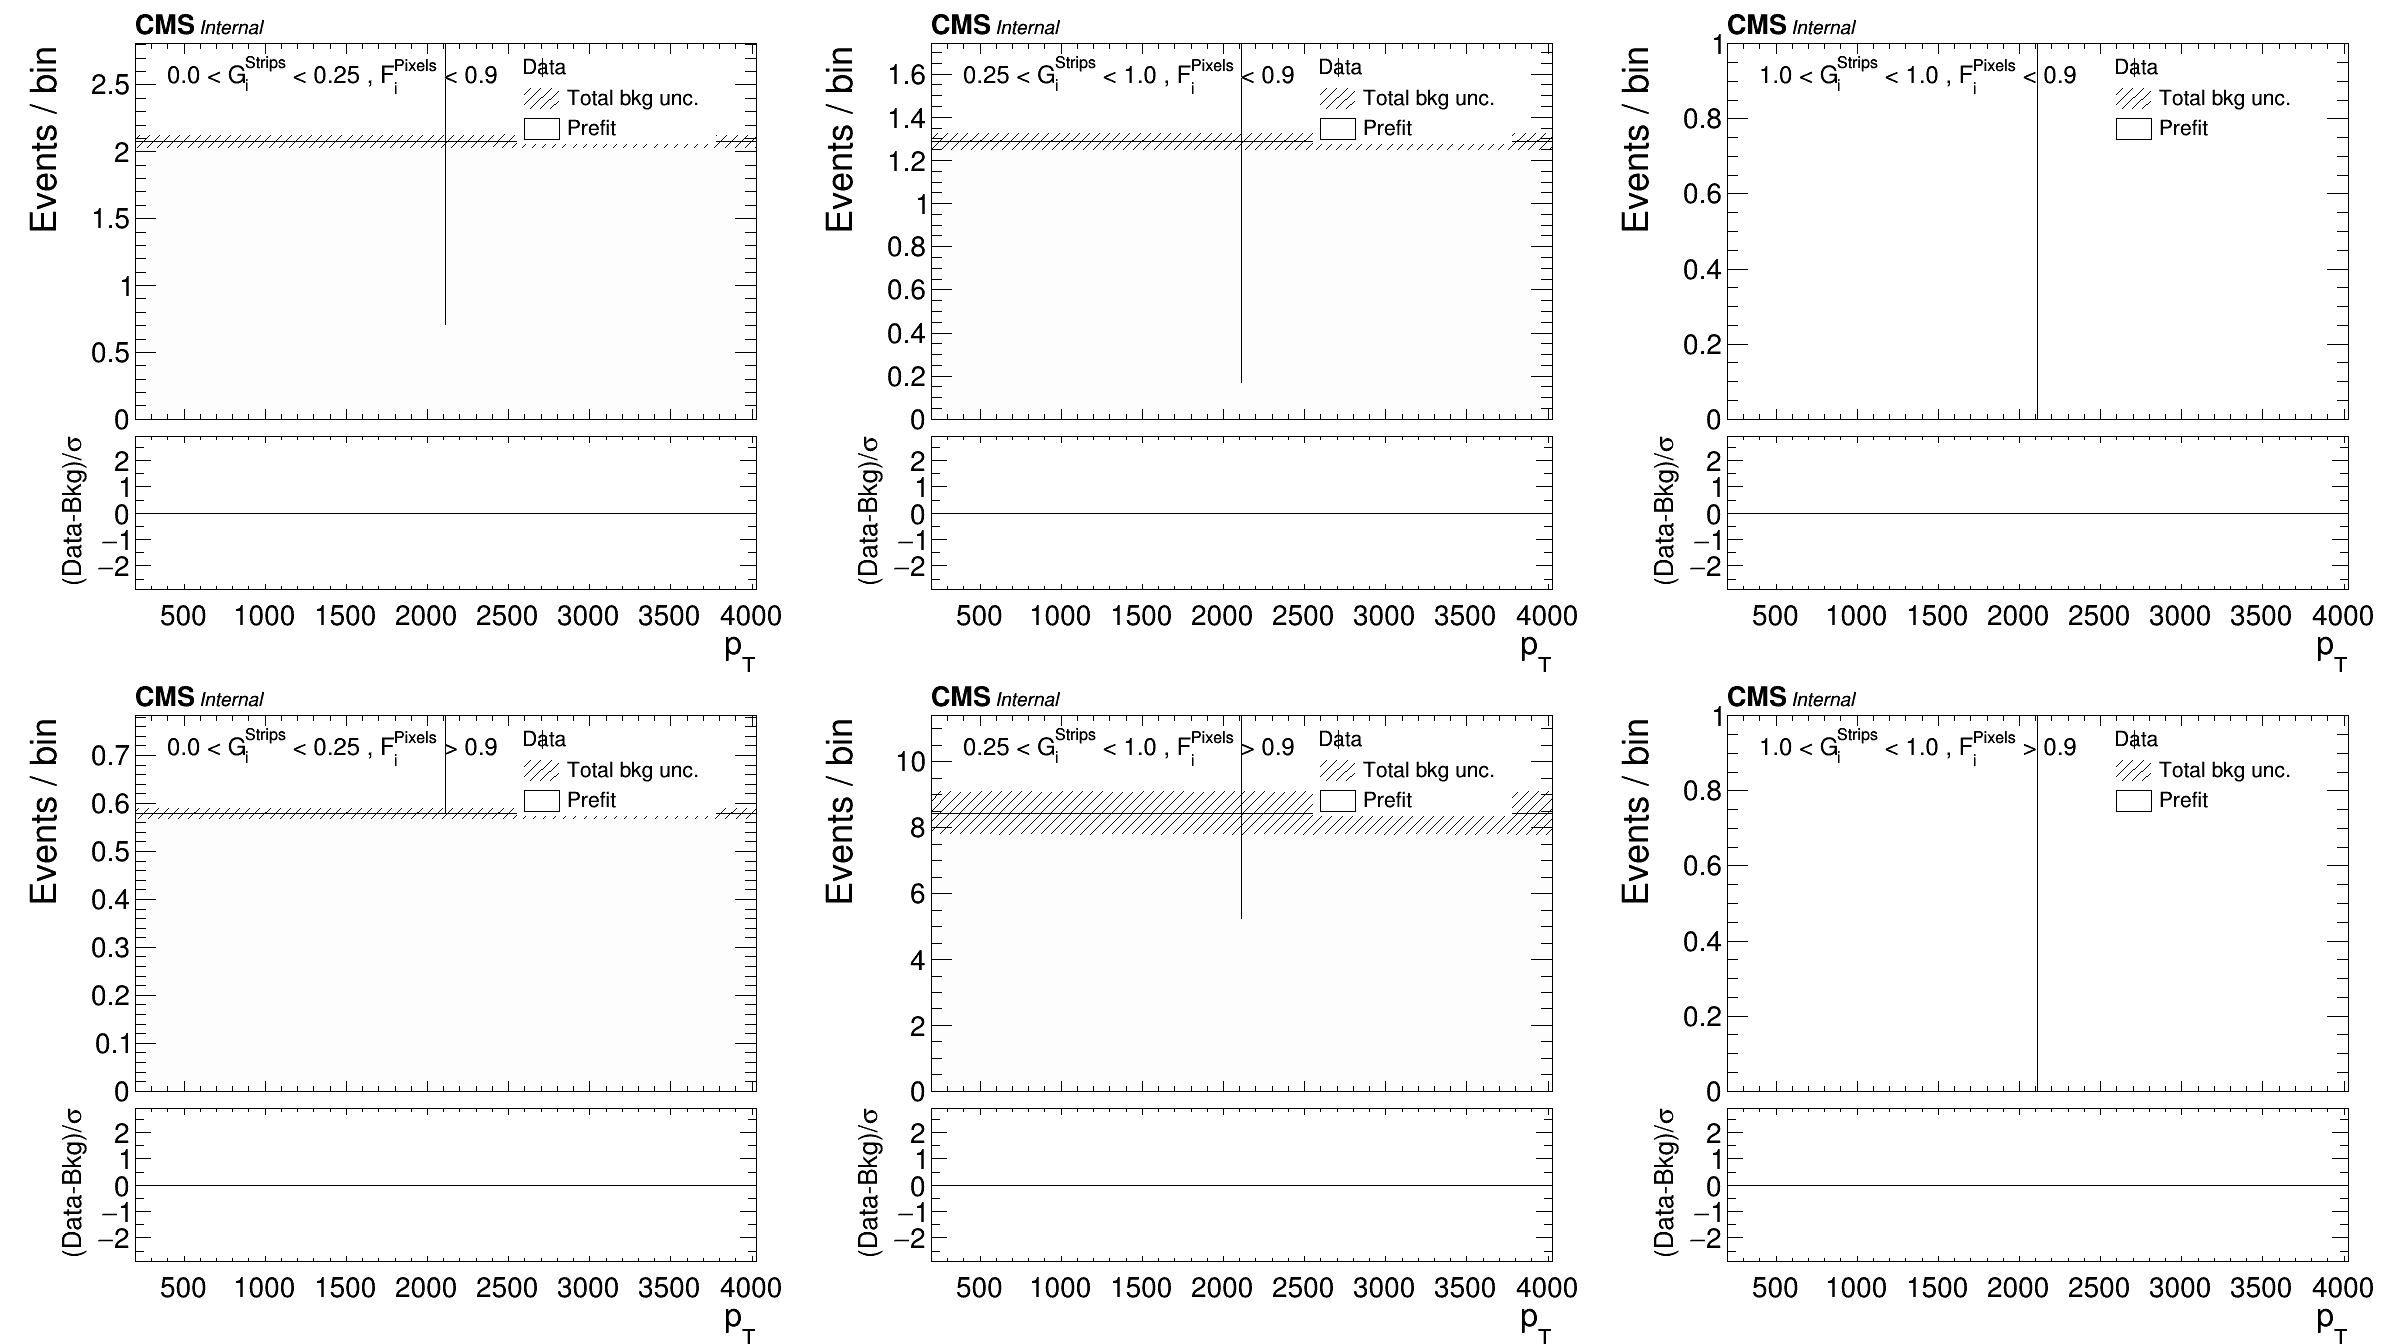 CMS Internal
Events / bin
0.0 < G_i^Strips < 0.25 , F_i^Pixels < 0.9
Data
Total bkg unc.
Prefit
2.5
2
1.5
1
0.5
0
(Data-Bkg)/σ
2
1
0
−1
−2
500 1000 1500 2000 2500 3000 3500 4000
p_T
CMS Internal
Events / bin
0.25 < G_i^Strips < 1.0 , F_i^Pixels < 0.9
Data
Total bkg unc.
Prefit
1.6
1.4
1.2
1
0.8
0.6
0.4
0.2
0
(Data-Bkg)/σ
2
1
0
−1
−2
500 1000 1500 2000 2500 3000 3500 4000
p_T
CMS Internal
Events / bin
1.0 < G_i^Strips < 1.0 , F_i^Pixels < 0.9
Data
Total bkg unc.
Prefit
1
0.8
0.6
0.4
0.2
0
(Data-Bkg)/σ
2
1
0
−1
−2
500 1000 1500 2000 2500 3000 3500 4000
p_T
CMS Internal
Events / bin
0.0 < G_i^Strips < 0.25 , F_i^Pixels > 0.9
Data
Total bkg unc.
Prefit
0.7
0.6
0.5
0.4
0.3
0.2
0.1
0
(Data-Bkg)/σ
2
1
0
−1
−2
500 1000 1500 2000 2500 3000 3500 4000
p_T
CMS Internal
Events / bin
0.25 < G_i^Strips < 1.0 , F_i^Pixels > 0.9
Data
Total bkg unc.
Prefit
10
8
6
4
2
0
(Data-Bkg)/σ
2
1
0
−1
−2
500 1000 1500 2000 2500 3000 3500 4000
p_T
CMS Internal
Events / bin
1.0 < G_i^Strips < 1.0 , F_i^Pixels > 0.9
Data
Total bkg unc.
Prefit
1
0.8
0.6
0.4
0.2
0
(Data-Bkg)/σ
2
1
0
−1
−2
500 1000 1500 2000 2500 3000 3500 4000
p_T